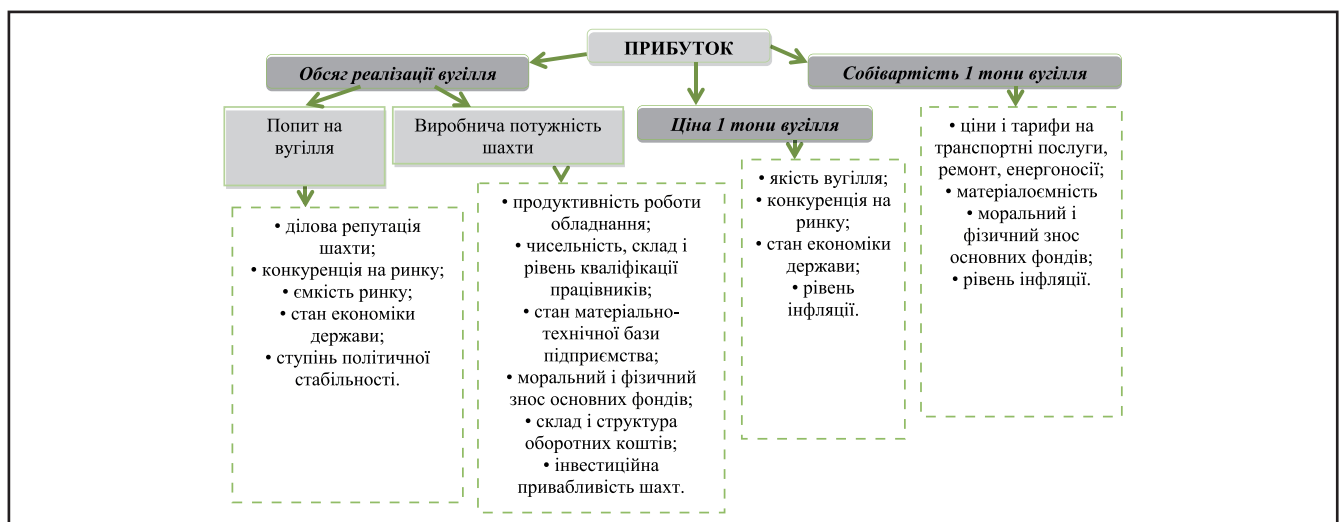 ПРИБУТОК
Обсяг реалізації вугілля
Собівартість 1 тони вугілля
Попит на
вугілля
Виробнича потужність
шахти
Ціна 1 тони вугілля
• ділова репутація
шахти;
• конкуренція на ринку;
• ємкість ринку;
• стан економіки
держави;
• ступінь політичної
стабільності.
• продуктивність роботи
обладнання;
• чисельність, склад і
рівень кваліфікації
працівників;
• стан матеріально-
технічної бази
підприємства;
• моральний і фізичний
знос основних фондів;
• склад і структура
оборотних коштів;
• інвестиційна
привабливість шахт.
• якість вугілля;
• конкуренція на
ринку;
• стан економіки
держави;
• рівень
інфляції.
• ціни і тарифи на
транспортні послуги,
ремонт, енергоносії;
• матеріалоємність
• моральний і
фізичний знос
основних фондів;
• рівень інфляції.